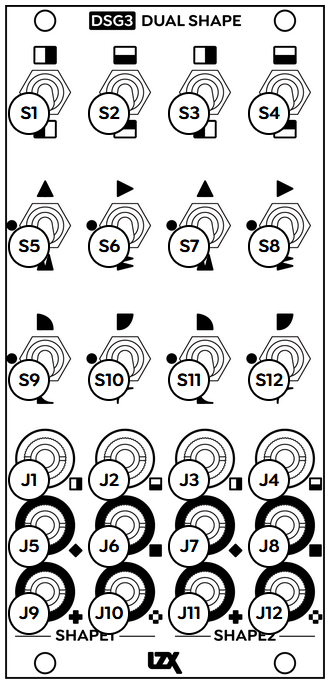 DSG3 DUAL SHAPE
S1 S2 S3 S4
S5 S6 S7 S8
S9 S10 S11 S12
J1 J2 J3 J4
J5 J6 J7 J8
J9 J10 J11 J12
SHAPE1 SHAPE2
LZX